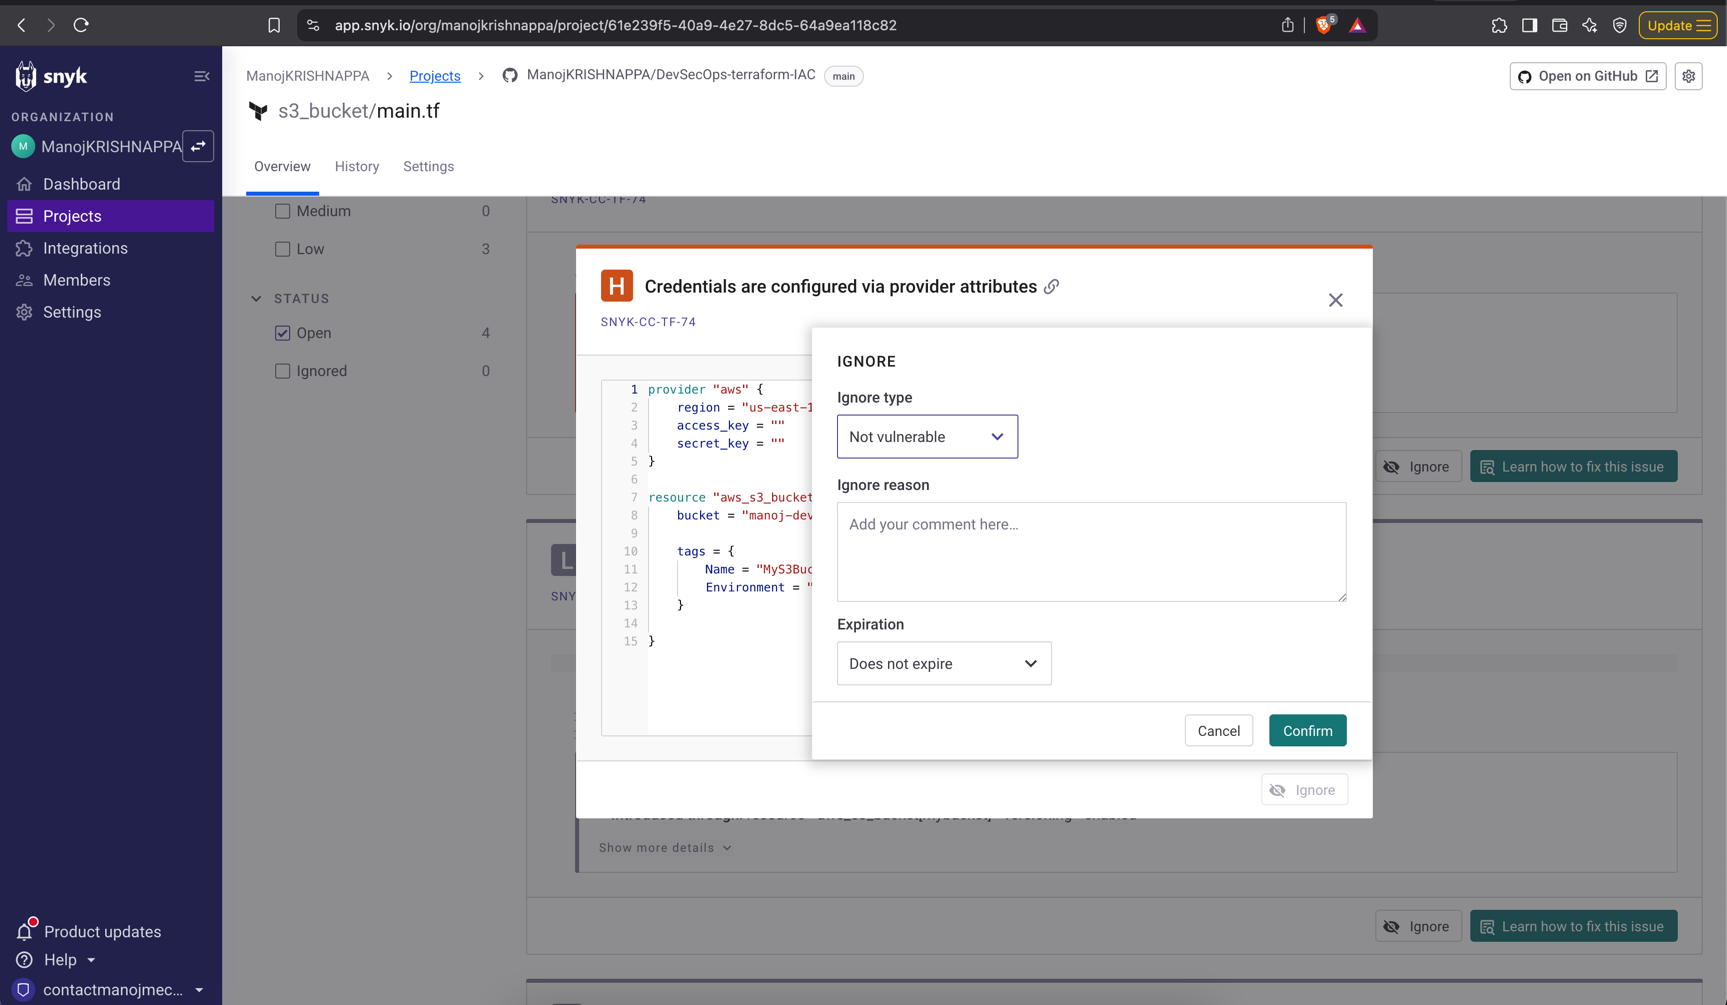 app.snyk.io/org/manojkrishnappa/project/61e239f5-40a9-4e27-8dc5-64a9ea118c82
5
Update
snyk
ORGANIZATION
M
ManojKRISHNAPPA
Dashboard
Projects
Integrations
Members
Settings
Product updates
Help
contactmanojmec...
ManojKRISHNAPPA > Projects > ManojKRISHNAPPA/DevSecOps-terraform-IAC main
Open on GitHub
s3_bucket/main.tf
Overview History Settings
Medium 0
Low 3
STATUS
Open 4
Ignored 0
SNYK-CC-TF-74
H Credentials are configured via provider attributes
SNYK-CC-TF-74
1 provider "aws" {
2 region = "us-east-1
3 access_key = ""
4 secret_key = ""
5 }
6
7 resource "aws_s3_bucket
8 bucket = "manoj-dev
9
10 tags = {
11 Name = "MyS3Buc
12 Environment = "
13 }
14
15 }
IGNORE
Ignore type
Not vulnerable
Ignore reason
Add your comment here...
Expiration
Does not expire
Cancel Confirm
Ignore
Ignore Learn how to fix this issue
L
SNY
Show more details
Ignore Learn how to fix this issue